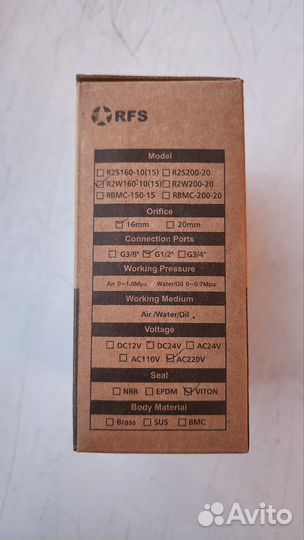 RFS
Model
R2S160-10(15) R2S200-20
R2W160-10(15) R2W200-20
RBMC-150-15 RBMC-200-20
Orifice
16mm 20mm
Connection Ports
G3/8" G1/2" G3/4"
Working Pressure
Air 0~1.0Mpa Water/Oil 0~0.7Mpa
Working Medium
Air /Water/Oil
Voltage
DC12V DC24V AC24V
AC110V AC220V
Seal
NBR EPDM VITON
Body Material
Brass SUS BMC
Avito